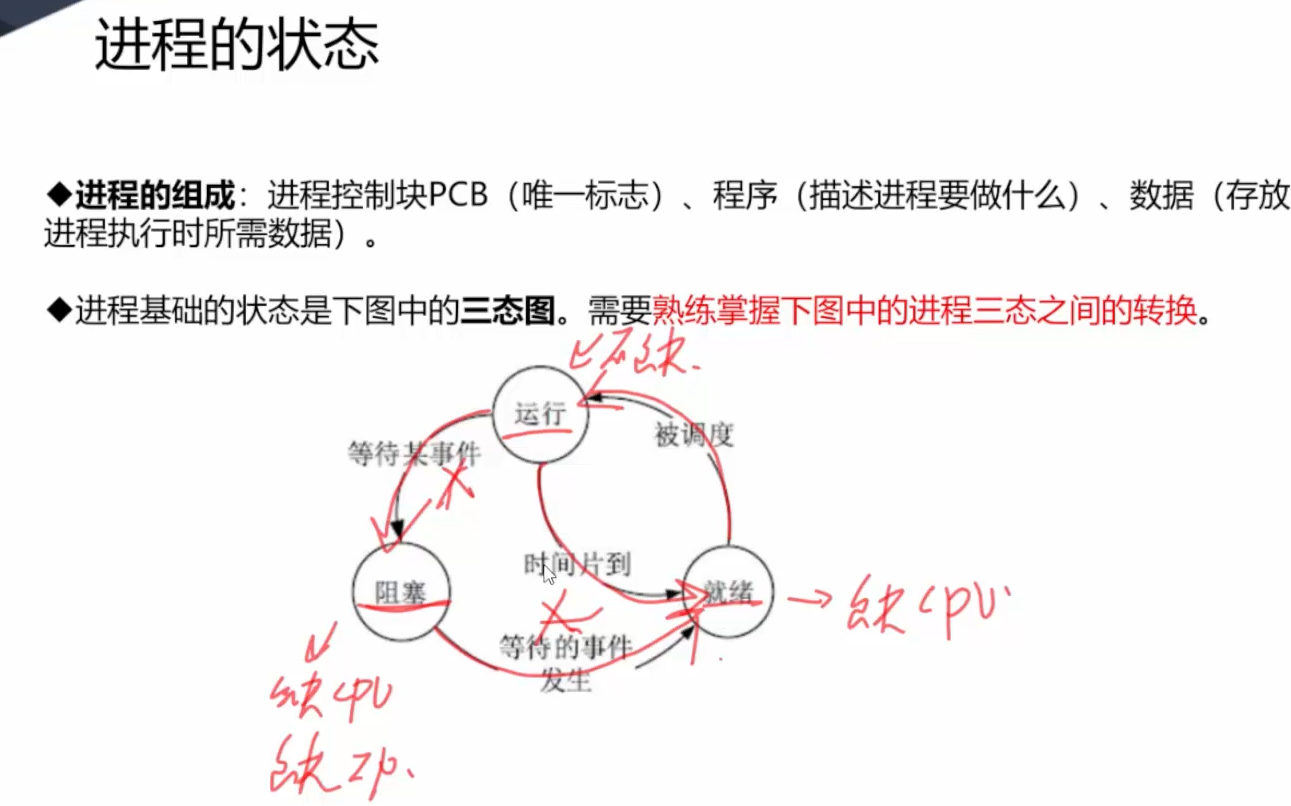 进程的状态
◆进程的组成：进程控制块PCB（唯一标志）、程序（描述进程要做什么）、数据（存放
进程执行时所需数据）。
◆进程基础的状态是下图中的三态图。需要熟练掌握下图中的进程三态之间的转换。
不缺.
运行
被调度
等待某事件
时间片到
阻塞
就绪
缺CPU
等待的事件
发生
缺CPU
缺I/O